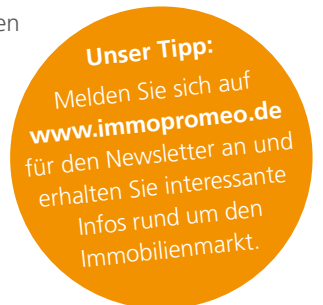 en
Unser Tipp:
Melden Sie sich auf
www.immopromeo.de
für den Newsletter an und
erhalten Sie interessante
Infos rund um den
Immobilienmarkt.